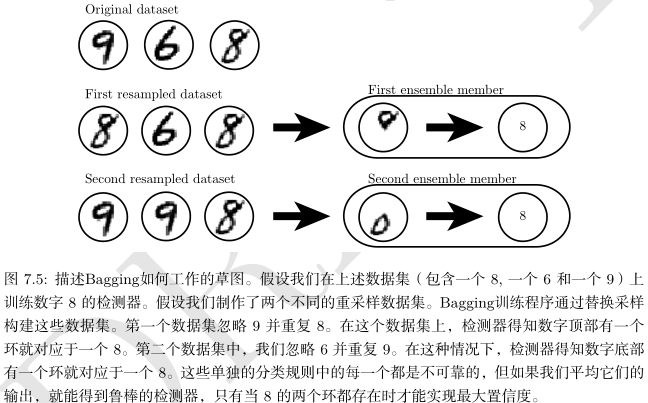 Original dataset
9 6 8
First resampled dataset
First ensemble member
8 6 8
8
Second resampled dataset
Second ensemble member
9 9 8
8
图 7.5: 描述Bagging如何工作的草图。假设我们在上述数据集（包含一个 8, 一个 6 和一个 9）上
训练数字 8 的检测器。假设我们制作了两个不同的重采样数据集。Bagging训练程序通过替换采样
构建这些数据集。第一个数据集忽略 9 并重复 8。在这个数据集上，检测器得知数字顶部有一个
环就对应于一个 8。第二个数据集中，我们忽略 6 并重复 9。在这种情况下，检测器得知数字底部
有一个环就对应于一个 8。这些单独的分类规则中的每一个都是不可靠的，但如果我们平均它们的
输出，就能得到鲁棒的检测器，只有当 8 的两个环都存在时才能实现最大置信度。